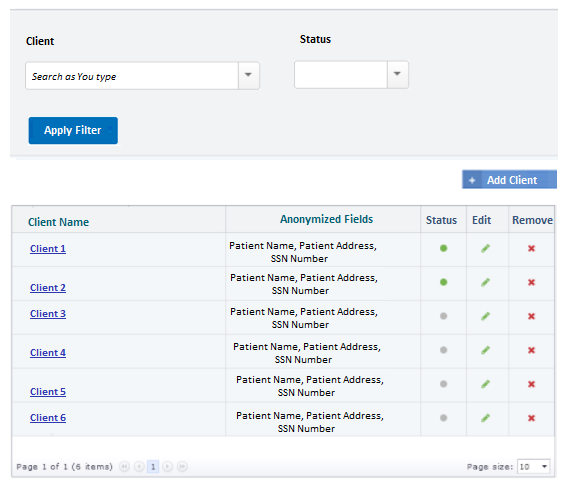 Client
Status
Search as You type
Apply Filter
+ Add Client
Client Name Anonymized Fields Status Edit Remove
Client 1 Patient Name, Patient Address,
SSN Number
Client 2 Patient Name, Patient Address,
SSN Number
Client 3 Patient Name, Patient Address,
SSN Number
Client 4 Patient Name, Patient Address,
SSN Number
Client 5 Patient Name, Patient Address,
SSN Number
Client 6 Patient Name, Patient Address,
SSN Number
Page 1 of 1 (6 items) 1 Page size: 10